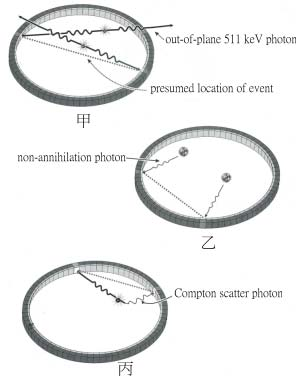 out-of-plane 511 keV photon
presumed location of event
甲
non-annihilation photon
乙
Compton scatter photon
丙